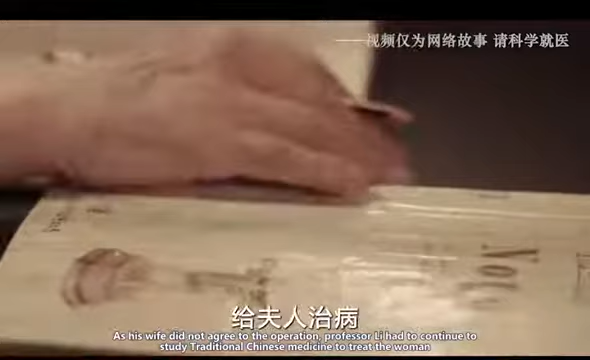 ——视频仅为网络故事 请科学就医
给夫人治病
As his wife did not agree to the operation, professor Li had to continue to
study Traditional Chinese medicine to treat the woman